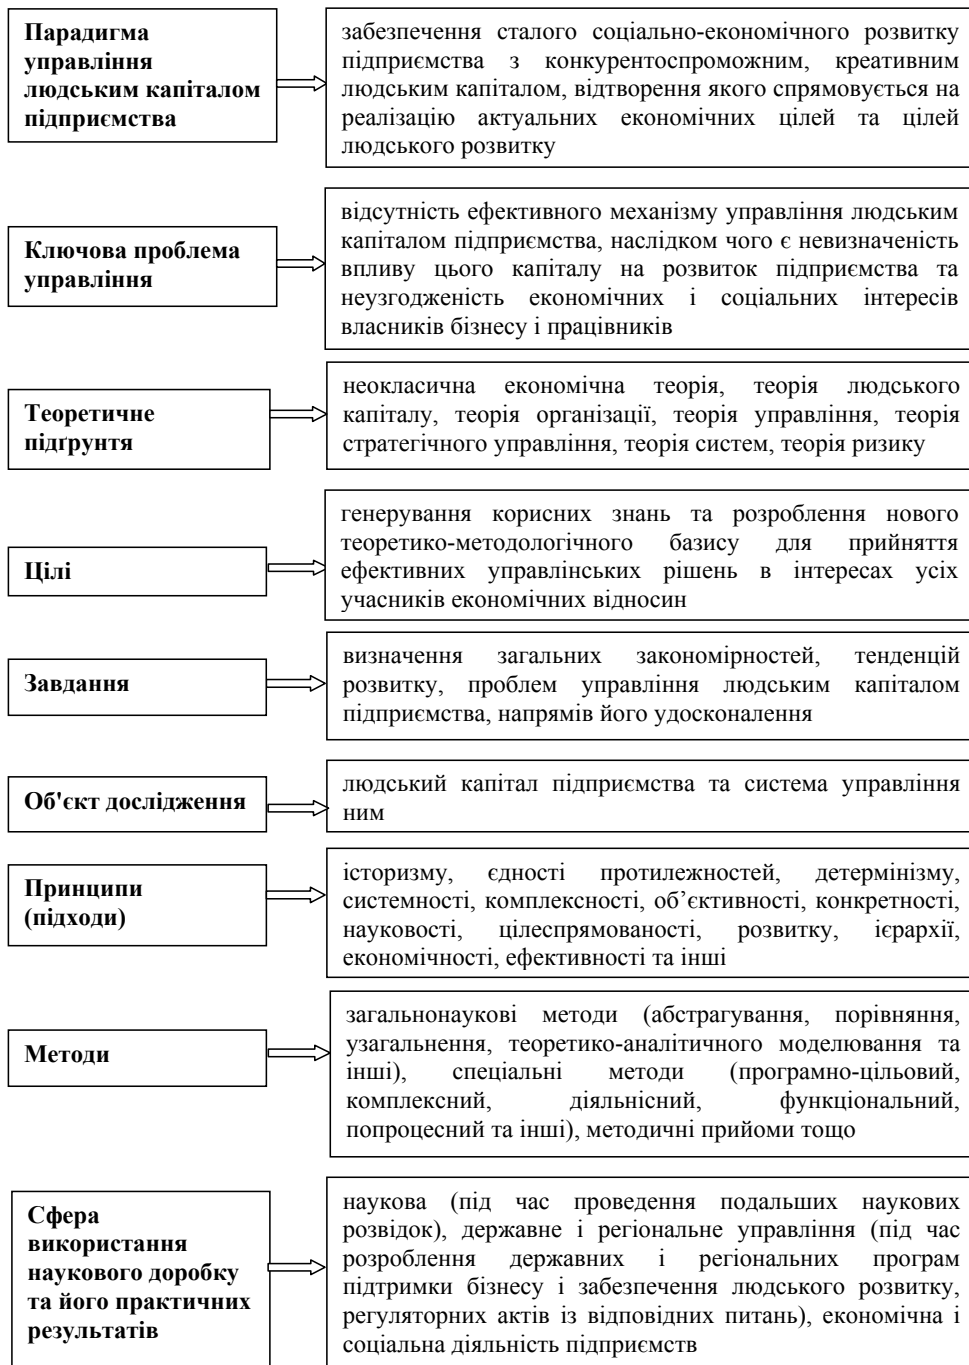 Парадигма
управління
людським капіталом
підприємства
забезпечення сталого соціально-економічного розвитку
підприємства з конкурентоспроможним, креативним
людським капіталом, відтворення якого спрямовується на
реалізацію актуальних економічних цілей та цілей
людського розвитку
Ключова проблема
управління
відсутність ефективного механізму управління людським
капіталом підприємства, наслідком чого є невизначеність
впливу цього капіталу на розвиток підприємства та
неузгодженість економічних і соціальних інтересів
власників бізнесу і працівників
Теоретичне
підґрунтя
неокласична економічна теорія, теорія людського
капіталу, теорія організації, теорія управління, теорія
стратегічного управління, теорія систем, теорія ризику
Цілі
генерування корисних знань та розроблення нового
теоретико-методологічного базису для прийняття
ефективних управлінських рішень в інтересах усіх
учасників економічних відносин
Завдання
визначення загальних закономірностей, тенденцій
розвитку, проблем управління людським капіталом
підприємства, напрямів його удосконалення
Об'єкт дослідження
людський капітал підприємства та система управління
ним
Принципи
(підходи)
історизму, єдності протилежностей, детермінізму,
системності, комплексності, об’єктивності, конкретності,
науковості, цілеспрямованості, розвитку, ієрархії,
економічності, ефективності та інші
Методи
загальнонаукові методи (абстрагування, порівняння,
узагальнення, теоретико-аналітичного моделювання та
інші), спеціальні методи (програмно-цільовий,
комплексний, діяльнісний, функціональний,
попроцесний та інші), методичні прийоми тощо
Сфера
використання
наукового доробку
та його практичних
результатів
наукова (під час проведення подальших наукових
розвідок), державне і регіональне управління (під час
розроблення державних і регіональних програм
підтримки бізнесу і забезпечення людського розвитку,
регуляторних актів із відповідних питань), економічна і
соціальна діяльність підприємств